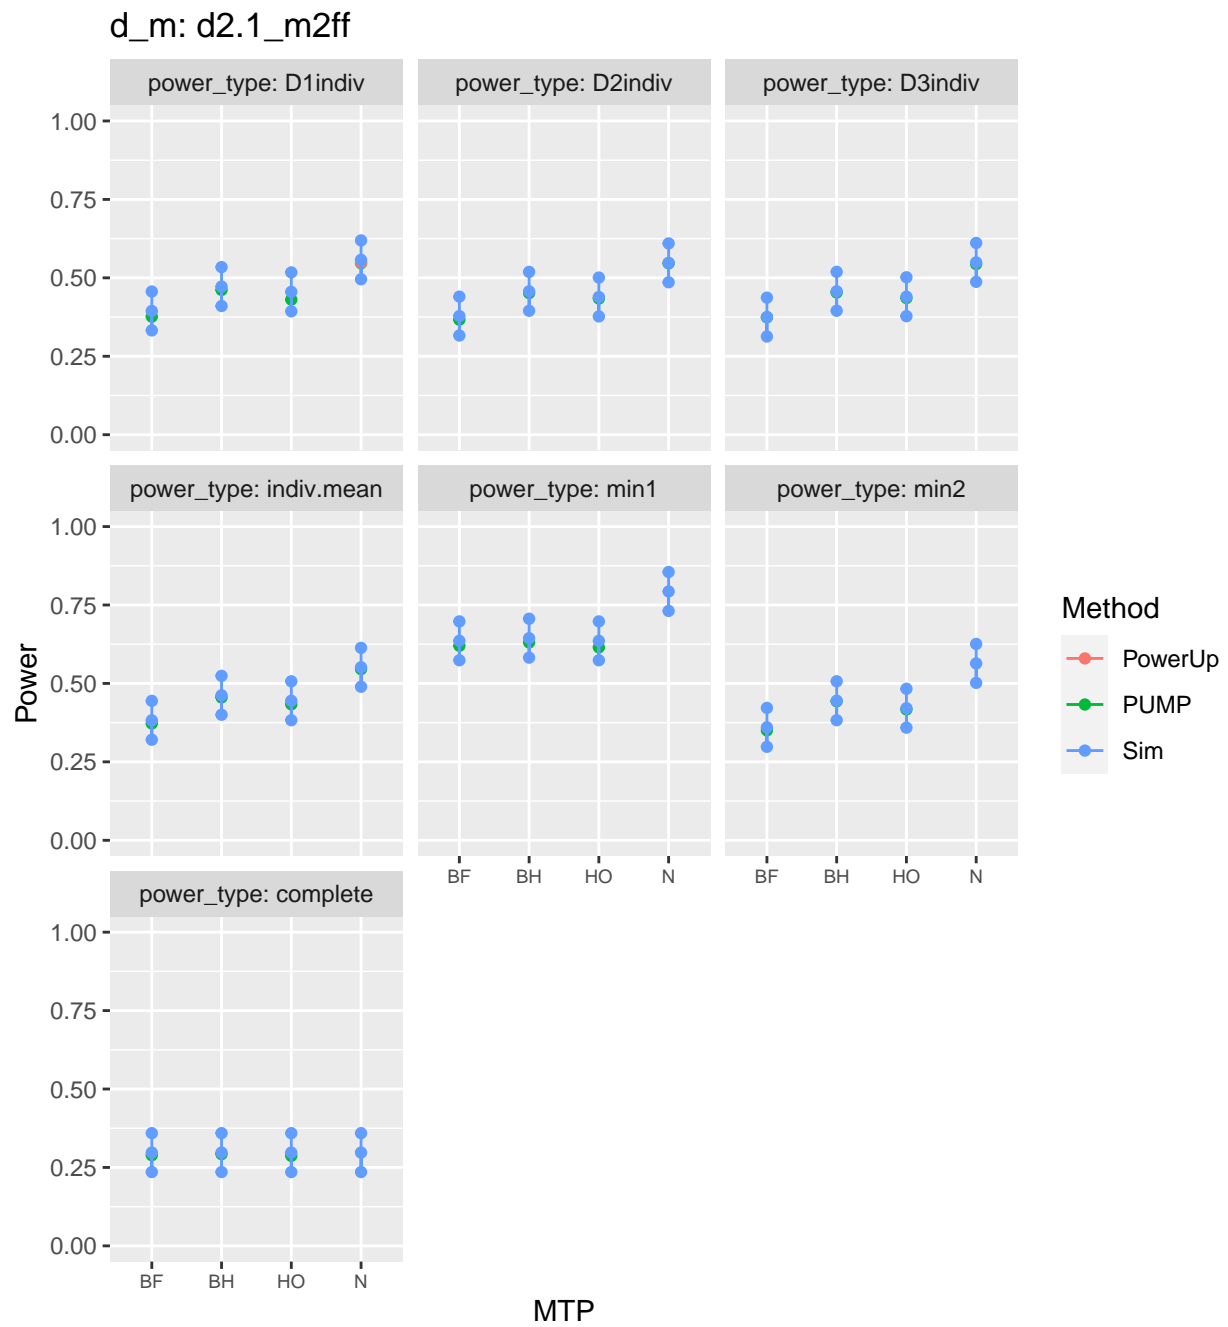 d_m: d2.1_m2ff
power_type: D1indiv
power_type: D2indiv
power_type: D3indiv
1.00
0.75
0.50
0.25
0.00
power_type: indiv.mean
power_type: min1
power_type: min2
1.00
0.75
0.50
0.25
0.00
BF BH HO N
BF BH HO N
power_type: complete
1.00
0.75
0.50
0.25
0.00
BF BH HO N
Power
MTP
Method
PowerUp
PUMP
Sim